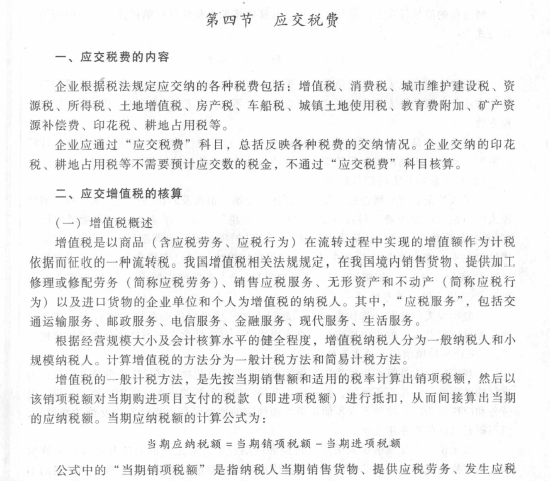 第四节 应交税费
一、应交税费的内容
企业根据税法规定应交纳的各种税费包括：增值税、消费税、城市维护建设税、资
源税、所得税、土地增值税、房产税、车船税、城镇土地使用税、教育费附加、矿产资
源补偿费、印花税、耕地占用税等。
企业应通过“应交税费”科目，总括反映各种税费的交纳情况。企业交纳的印花
税、耕地占用税等不需要预计应交数的税金，不通过“应交税费”科目核算。
二、应交增值税的核算
（一）增值税概述
增值税是以商品（含应税劳务、应税行为）在流转过程中实现的增值额作为计税
依据而征收的一种流转税。我国增值税相关法规规定，在我国境内销售货物、提供加工
修理或修配劳务（简称应税劳务）、销售应税服务、无形资产和不动产（简称应税行
为）以及进口货物的企业单位和个人为增值税的纳税人。其中，“应税服务”，包括交
通运输服务、邮政服务、电信服务、金融服务、现代服务、生活服务。
根据经营规模大小及会计核算水平的健全程度，增值税纳税人分为一般纳税人和小
规模纳税人。计算增值税的方法分为一般计税方法和简易计税方法。
增值税的一般计税方法，是先按当期销售额和适用的税率计算出销项税额，然后以
该销项税额对当期购进项目支付的税款（即进项税额）进行抵扣，从而间接算出当期
的应纳税额。当期应纳税额的计算公式为：
当期应纳税额=当期销项税额-当期进项税额
公式中的“当期销项税额”是指纳税人当期销售货物、提供应税劳务、发生应税